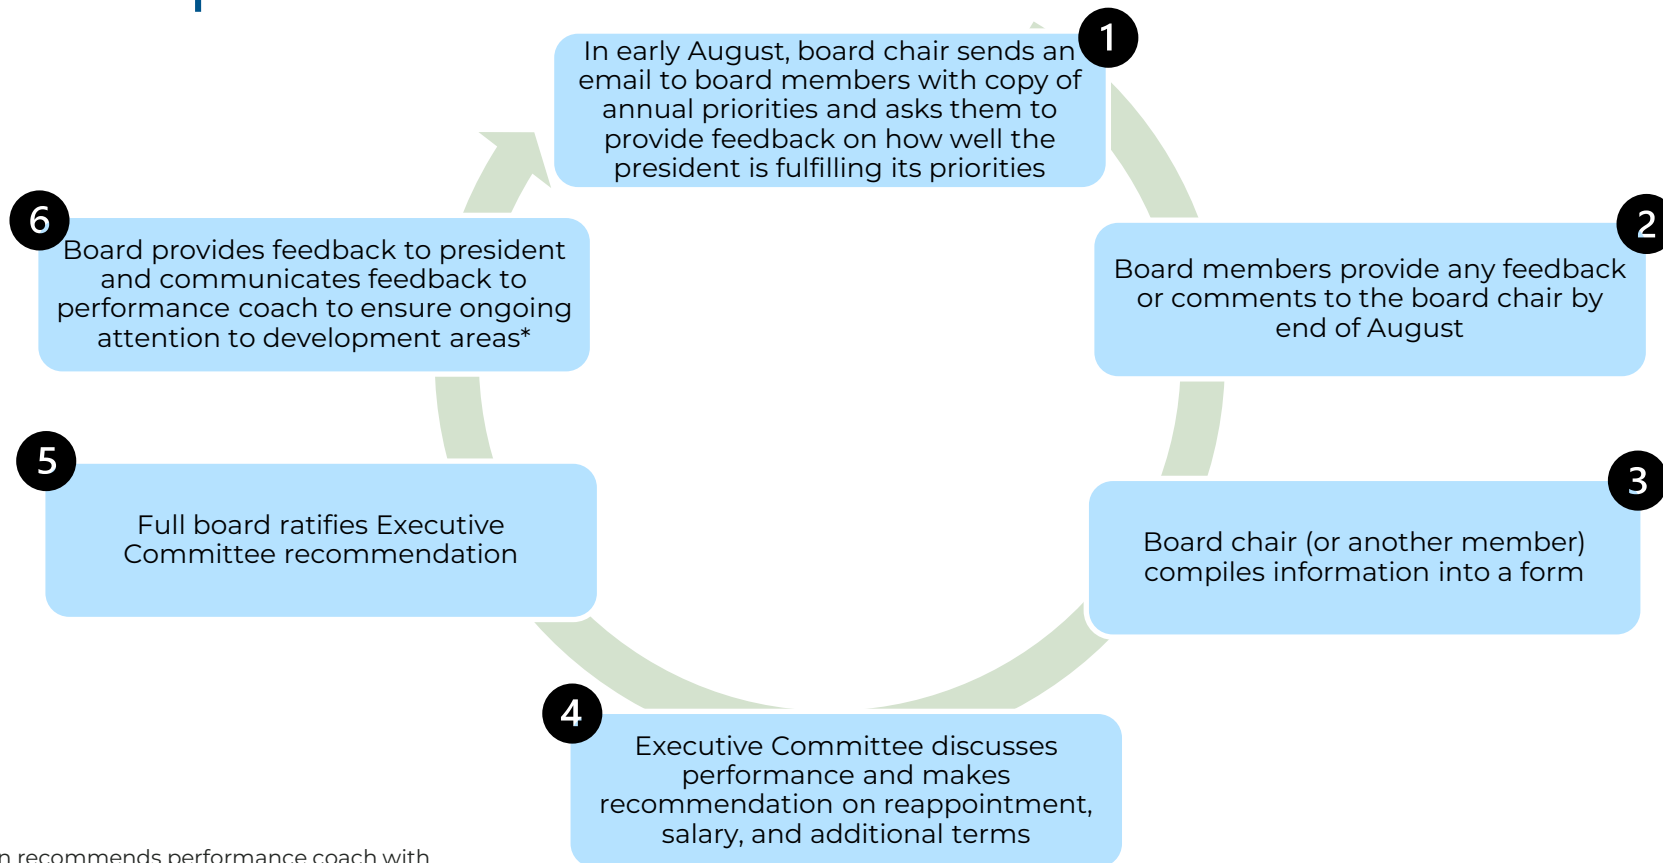 1
In early August, board chair sends an
email to board members with copy of
annual priorities and asks them to
provide feedback on how well the
president is fulfilling its priorities
2
Board members provide any feedback
or comments to the board chair by
end of August
3
Board chair (or another member)
compiles information into a form
4
Executive Committee discusses
performance and makes
recommendation on reappointment,
salary, and additional terms
5
Full board ratifies Executive
Committee recommendation
6
Board provides feedback to president
and communicates feedback to
performance coach to ensure ongoing
attention to development areas*
recommends performance coach with